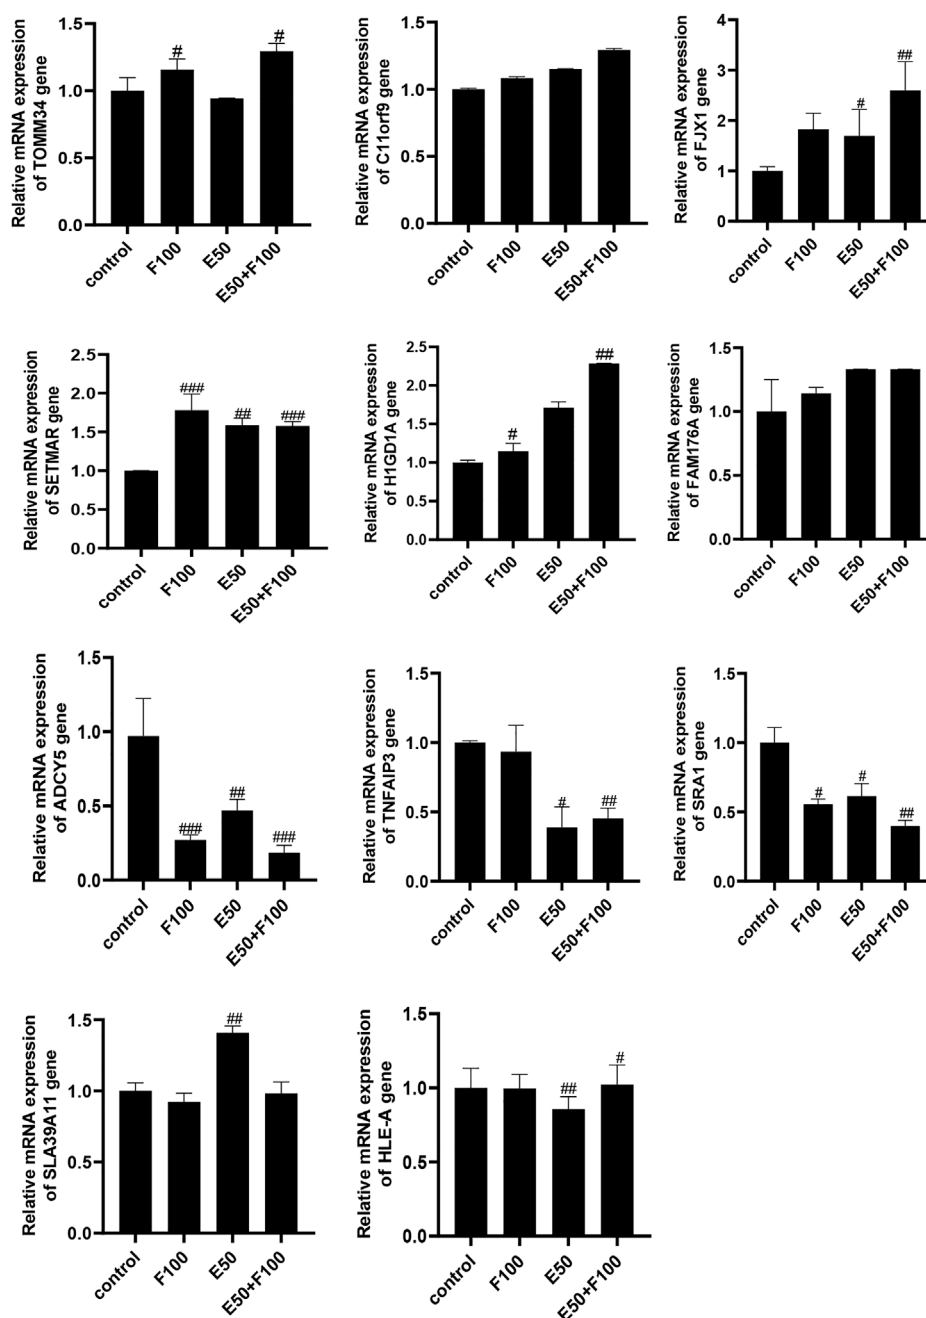 Relative mRNA expression
of TOMM34 gene
1.5
1.0
0.5
0.0
#
#
control
F100
E50
E50+F100
Relative mRNA expression
of C11orf9 gene
1.5
1.0
0.5
0.0
control
F100
E50
E50+F100
Relative mRNA expression
of FJX1 gene
4
3
2
1
0
#
##
control
F100
E50
E50+F100
Relative mRNA expression
of SETMAR gene
2.5
2.0
1.5
1.0
0.5
0.0
###
##
###
control
F100
E50
E50+F100
Relative mRNA expression
of H1GD1A gene
2.5
2.0
1.5
1.0
0.5
0.0
#
##
control
F100
E50
E50+F100
Relative mRNA expression
of FAM176A gene
1.5
1.0
0.5
0.0
control
F100
E50
E50+F100
Relative mRNA expression
of ADCY5 gene
1.5
1.0
0.5
0.0
###
##
###
control
F100
E50
E50+F100
Relative mRNA expression
of TNFAIP3 gene
1.5
1.0
0.5
0.0
#
##
control
F100
E50
E50+F100
Relative mRNA expression
of SRA1 gene
1.5
1.0
0.5
0.0
#
#
##
control
F100
E50
E50+F100
Relative mRNA expression
of SLA39A11 gene
1.5
1.0
0.5
0.0
##
control
F100
E50
E50+F100
Relative mRNA expression
of HLE-A gene
1.5
1.0
0.5
0.0
##
#
control
F100
E50
E50+F100